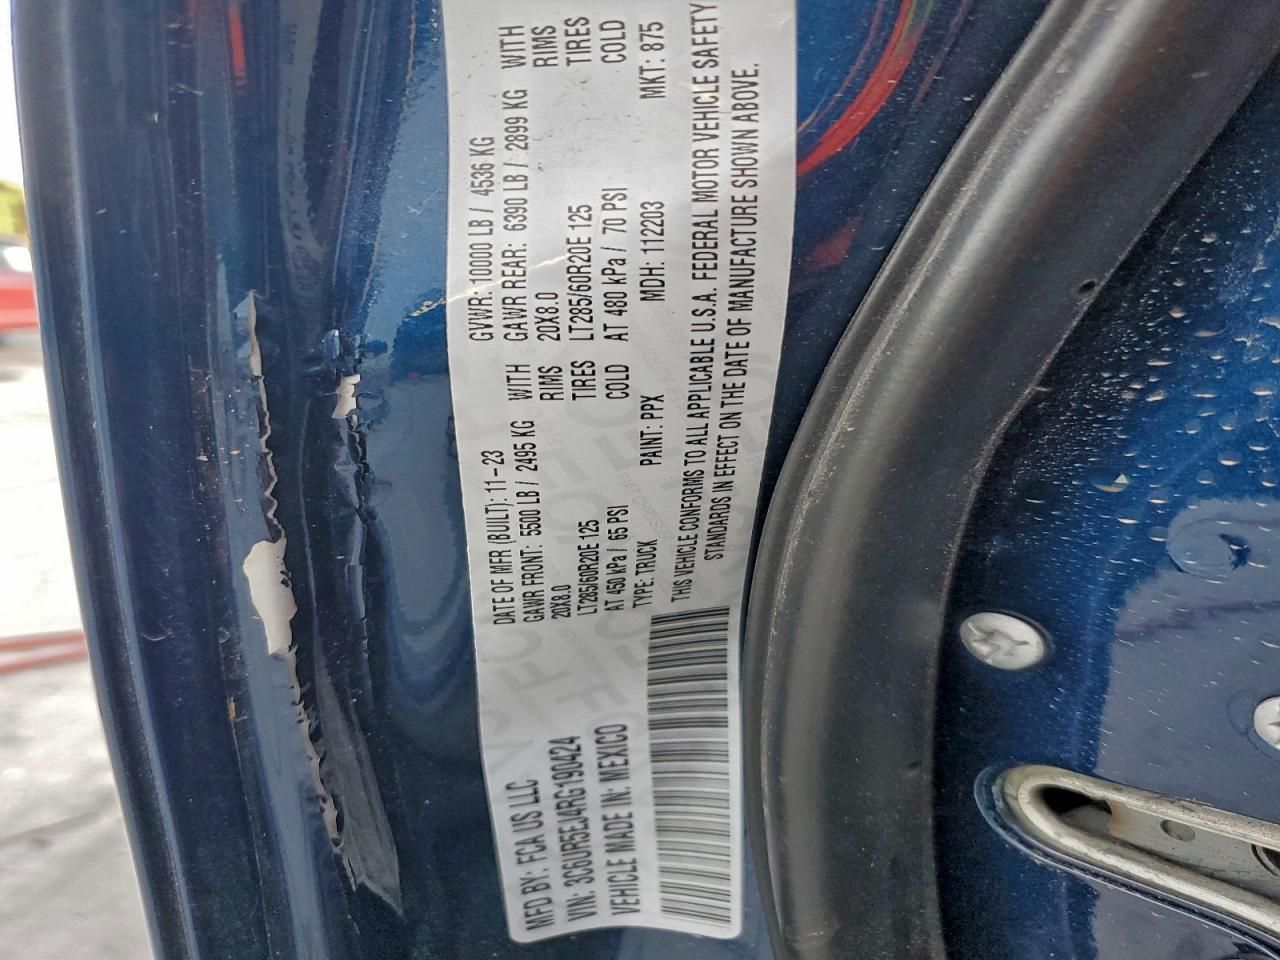 MFD BY: FCA US LLC
VIN: 3C6UR5EJ4RG190424
VEHICLE MADE IN: MEXICO
DATE OF MFR (BUILT): 11-23
GVWR: 10000 LB / 4536 KG
GAWR FRONT: 5500 LB / 2495 KG WITH
20X8.0 RIMS
LT285/60R20E 125 TIRES
AT 450 kPa / 65 PSI COLD
GAWR REAR: 6390 LB / 2899 KG WITH
20X8.0 RIMS
LT285/60R20E 125 TIRES
AT 480 kPa / 70 PSI COLD
TYPE: TRUCK PAINT: PPX MDH: 112203 MKT: 875
THIS VEHICLE CONFORMS TO ALL APPLICABLE U.S.A. FEDERAL MOTOR VEHICLE SAFETY
STANDARDS IN EFFECT ON THE DATE OF MANUFACTURE SHOWN ABOVE.